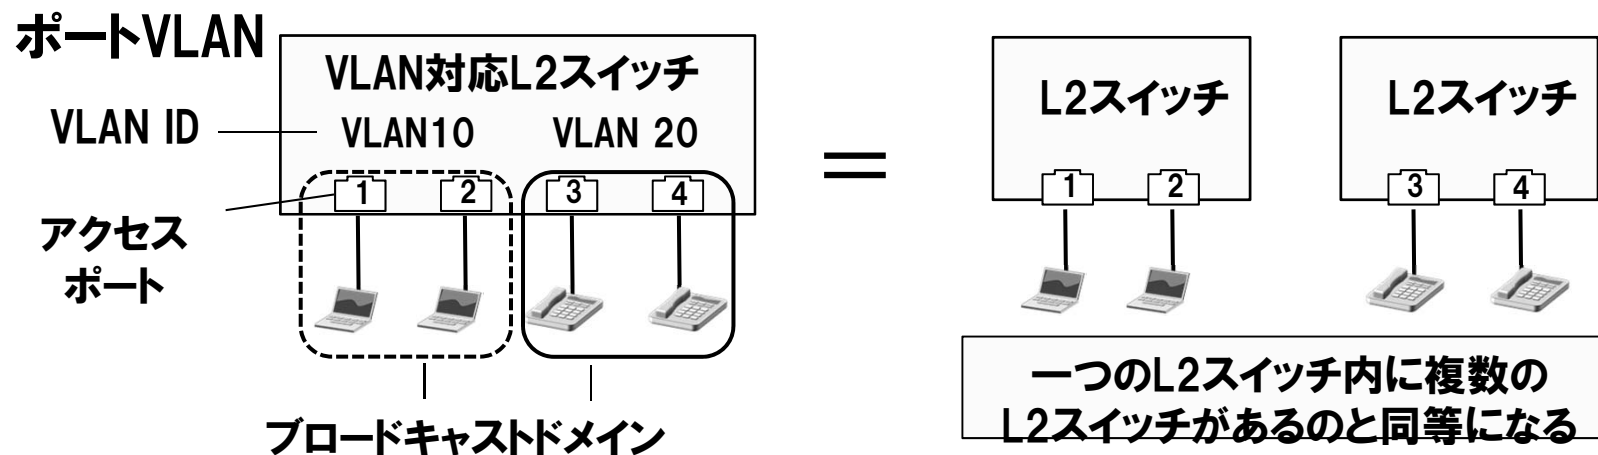 ポートVLAN
VLAN対応L2スイッチ
VLAN ID
VLAN10
VLAN 20
1
2
3
4
アクセス
ポート
ブロードキャストドメイン
=
L2スイッチ
1
2
L2スイッチ
3
4
一つのL2スイッチ内に複数の
L2スイッチがあるのと同等になる